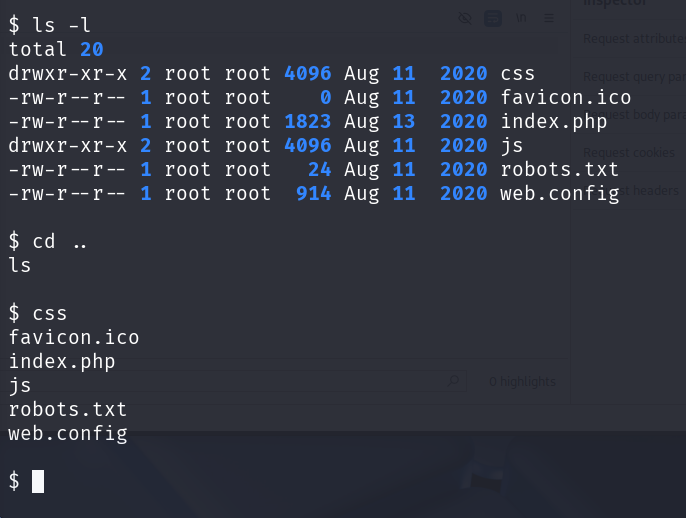 Inspector
$ ls -l
total 20
Request attribute
drwxr-xr-x 2 root root 4096 Aug 11  2020 css
Request query par
-rw-r--r-- 1 root root    0 Aug 11  2020 favicon.ico
-rw-r--r-- 1 root root 1823 Aug 13  2020 index.php
t body para
drwxr-xr-x 2 root root 4096 Aug 11  2020 js
Request cookies
-rw-r--r-- 1 root root   24 Aug 11  2020 robots.txt
-rw-r--r-- 1 root root  914 Aug 11  2020 web.config
t headers
$ cd ..
ls
$ css
favicon.ico
index.php
js
0 highlights
robots.txt
web.config
$